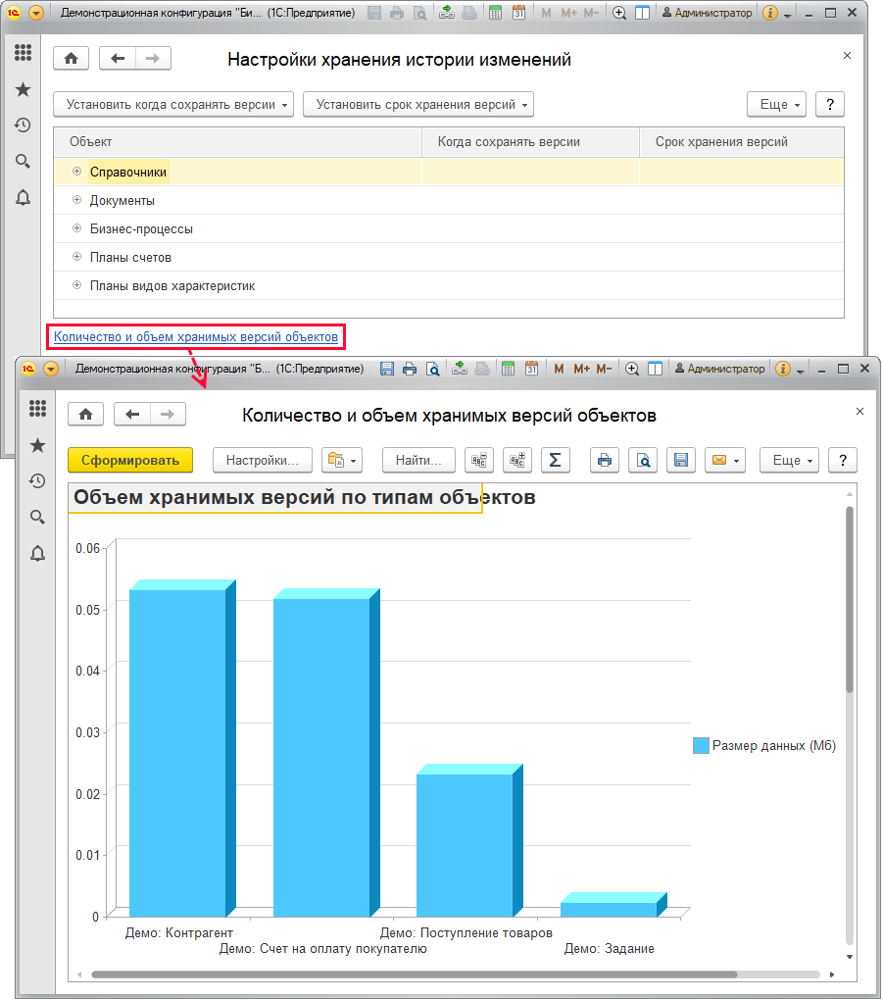 Демонстрационная конфигурация "Би... (1С:Предприятие) 31 M M+ M- Администратор
Настройки хранения истории изменений
Установить когда сохранять версии Установить срок хранения версий Еще ?
Объект Когда сохранять версии Срок хранения версий
Справочники
Документы
Бизнес-процессы
Планы счетов
Планы видов характеристик
Количество и объем хранимых версий объектов
Демонстрационная конфигурация "Б... (1С:Предприятие) 31 M M+ M- Администратор
Количество и объем хранимых версий объектов
Сформировать Настройки... Найти... Σ Еще ?
Объем хранимых версий по типам объектов
0.06
0.05
0.04
0.03
Размер данных (Мб)
0.02
0.01
0
Демо: Контрагент Демо: Поступление товаров
Демо: Счет на оплату покупателю Демо: Задание